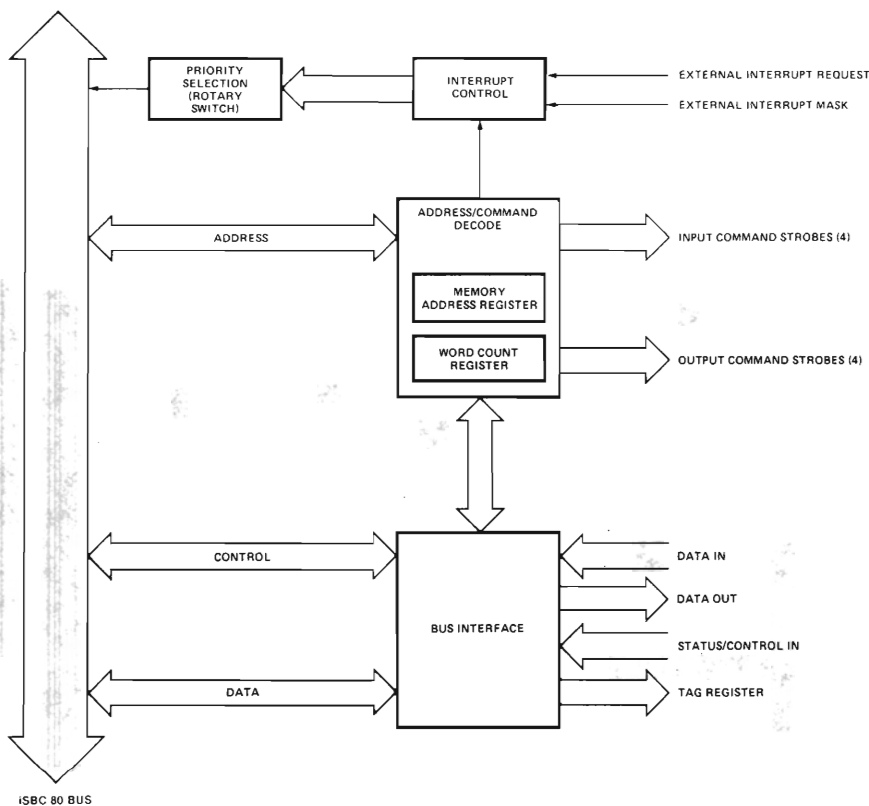 PRIORITY
SELECTION
(ROTARY
SWITCH)
INTERRUPT
CONTROL
EXTERNAL INTERRUPT REQUEST
EXTERNAL INTERRUPT MASK
ADDRESS/COMMAND
DECODE
ADDRESS
INPUT COMMAND STROBES (4)
MEMORY
ADDRESS REGISTER
WORD COUNT
REGISTER
OUTPUT COMMAND STROBES (4)
CONTROL
DATA IN
DATA OUT
BUS INTERFACE
STATUS/CONTROL IN
DATA
TAG REGISTER
iSBC 80 BUS